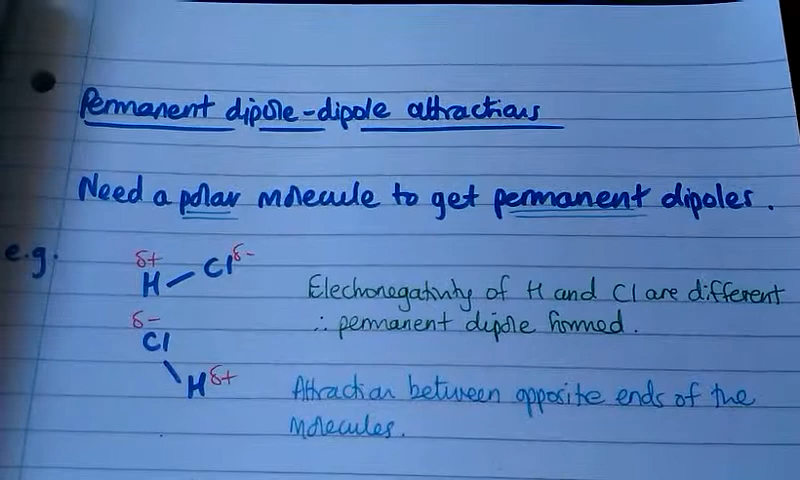 Permanent dipole-dipole attractions
Need a polar molecule to get permanent dipoles.
e.g.
δ+ δ-
H - Cl
δ-
Cl
H δ+
Electronegativity of H and Cl are different
∴ permanent dipole formed.
Attraction between opposite ends of the
molecules.